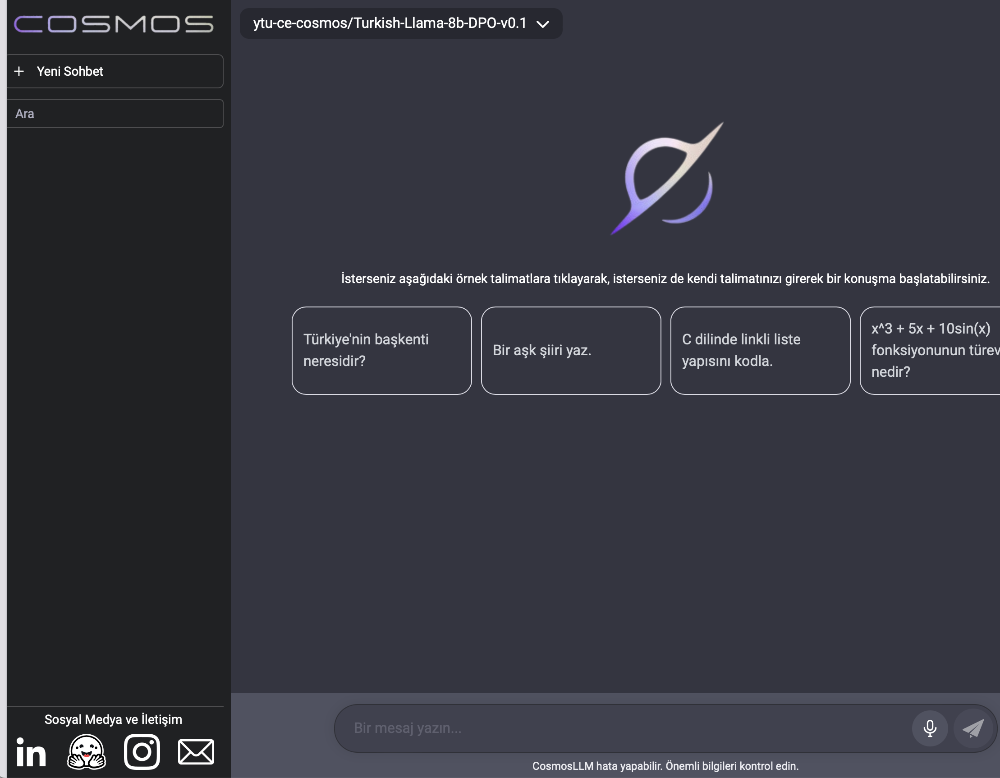 COSMOS
Yeni Sohbet
Ara
ytu-ce-cosmos/Turkish-Llama-8b-DPO-v0.1
İsterseniz aşağıdaki örnek talimatlara tıklayarak, isterseniz de kendi talimatınızı girerek bir konuşma başlatabilirsiniz.
Türkiye'nin başkenti
neresidir?
Bir aşk şiiri yaz.
C dilinde linkli liste
yapısını kodla.
x^3 + 5x + 10sin(x)
fonksiyonunun türev
nedir?
Bir mesaj yazın...
CosmosLLM hata yapabilir. Önemli bilgileri kontrol edin.
Sosyal Medya ve İletişim
in